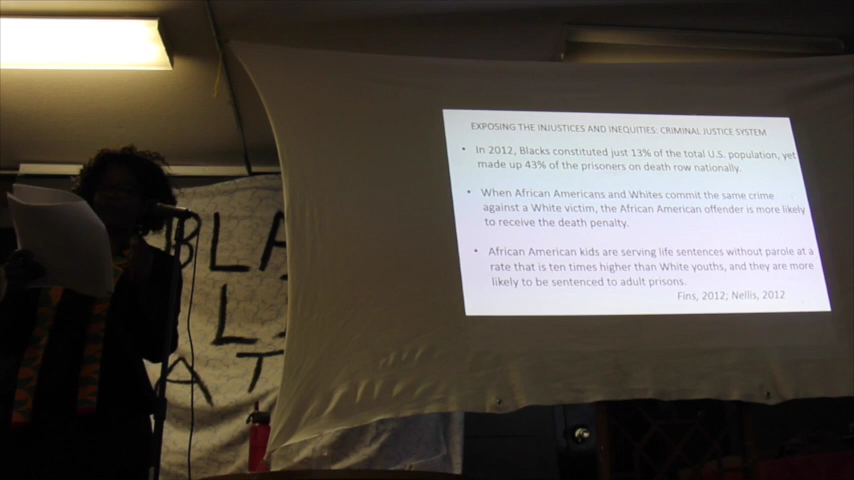 EXPOSING THE INJUSTICES AND INEQUITIES: CRIMINAL JUSTICE SYSTEM
• In 2012, Blacks constituted just 13% of the total U.S. population, yet
made up 43% of the prisoners on death row nationally.
• When African Americans and Whites commit the same crime
against a White victim, the African American offender is more likely
to receive the death penalty.
• African American kids are serving life sentences without parole at a
rate that is ten times higher than White youths, and they are more
likely to be sentenced to adult prisons.
Fins, 2012; Nellis, 2012
BLA
L
AT